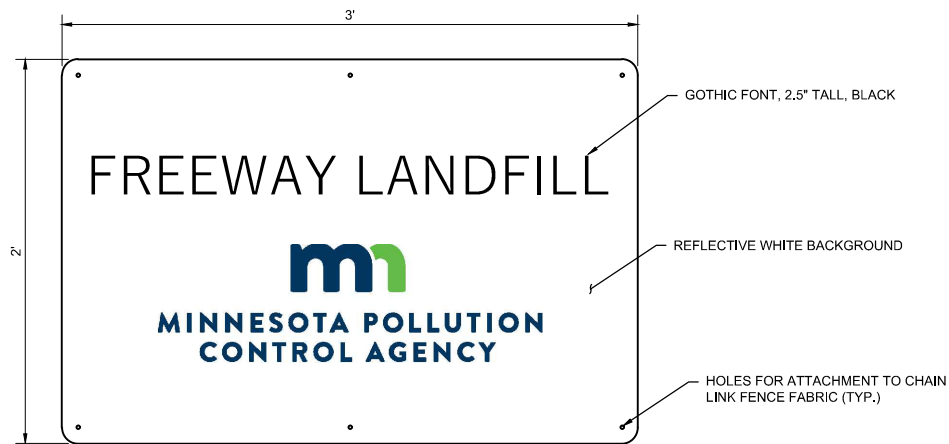 3'
2'
GOTHIC FONT, 2.5" TALL, BLACK
FREEWAY LANDFILL
REFLECTIVE WHITE BACKGROUND
mn
MINNESOTA POLLUTION
CONTROL AGENCY
HOLES FOR ATTACHMENT TO CHAIN
LINK FENCE FABRIC (TYP.)